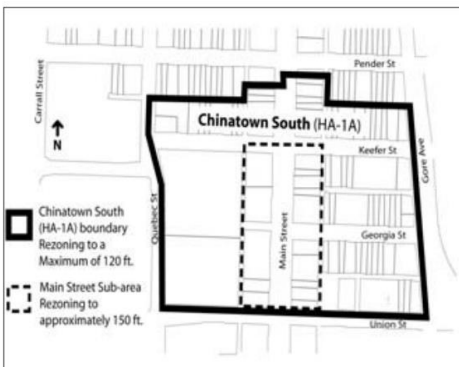 Pender St
Carrall Street
Chinatown South (HA-1A)
N
Keefer St
Gore Ave
Quebec St
Main Street
Georgia St
Union St
Chinatown South
(HA-1A) boundary
Rezoning to a
Maximum of 120 ft.
Main Street Sub-area
Rezoning to
approximately 150 ft.